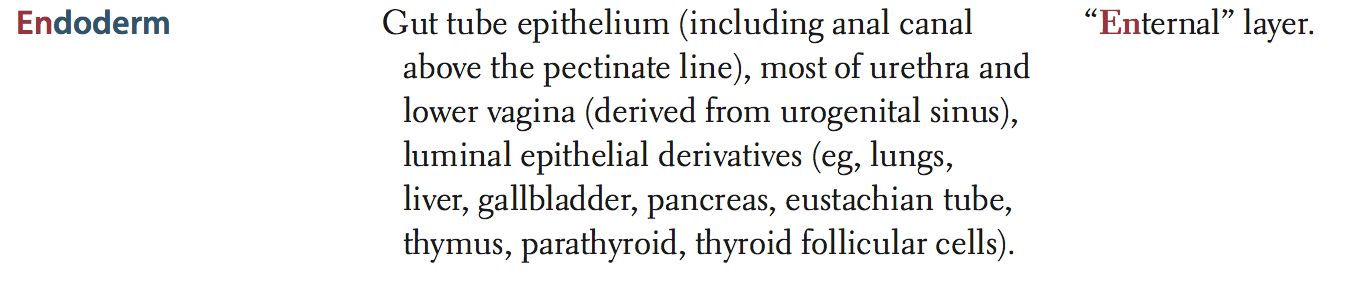 Endoderm Gut tube epithelium (including anal canal “Enternal” layer.
above the pectinate line), most of urethra and
lower vagina (derived from urogenital sinus),
luminal epithelial derivatives (eg, lungs,
liver, gallbladder, pancreas, eustachian tube,
thymus, parathyroid, thyroid follicular cells).